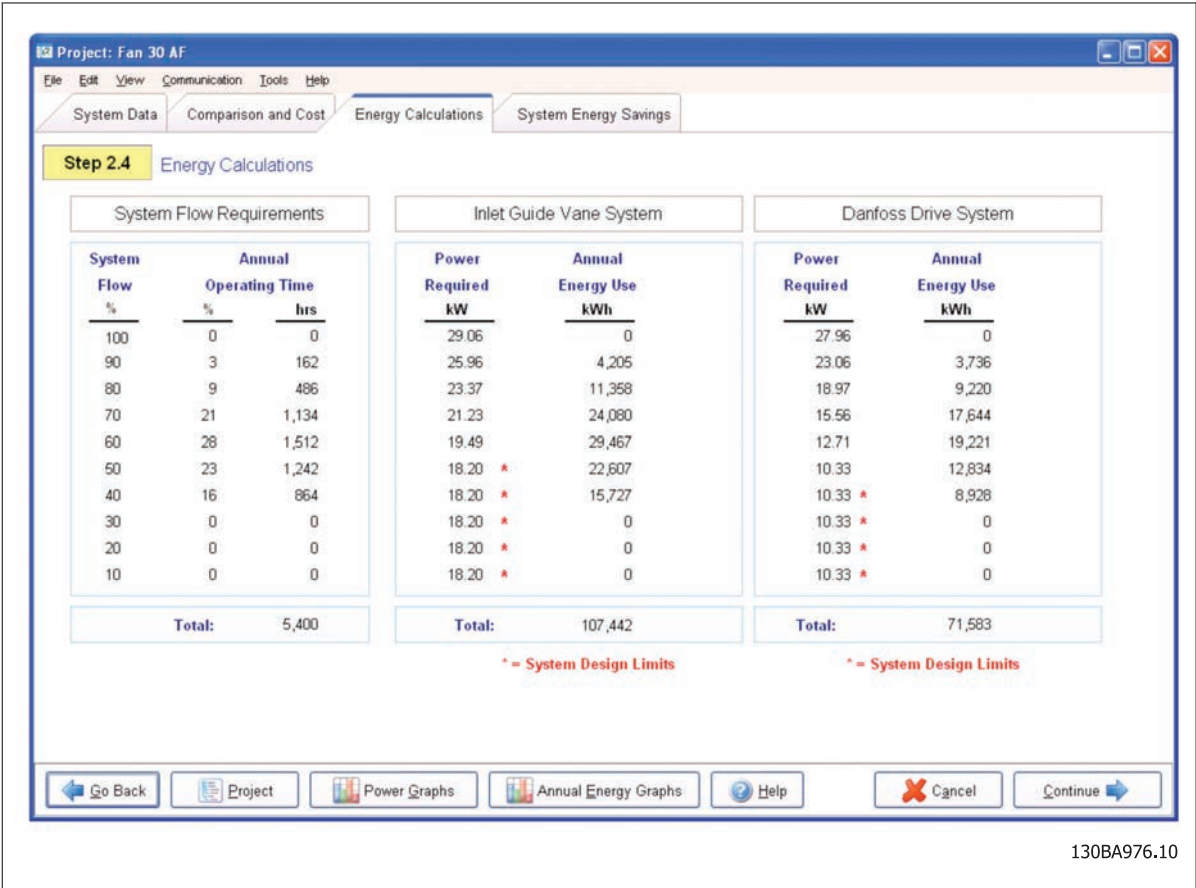 Project: Fan 30 AF
File Edit View Communication Tools Help
System Data Comparison and Cost Energy Calculations System Energy Savings
Step 2.4 Energy Calculations
System Flow Requirements Inlet Guide Vane System Danfoss Drive System
System Annual Power Annual Power Annual
Flow Operating Time Required Energy Use Required Energy Use
% % hrs kW kWh kW kWh
100 0 0 29.06 0 27.96 0
90 3 162 25.96 4,205 23.06 3,736
80 9 486 23.37 11,358 18.97 9,220
70 21 1,134 21.23 24,080 15.56 17,644
60 28 1,512 19.49 29,467 12.71 19,221
50 23 1,242 18.20 * 22,607 10.33 12,834
40 16 864 18.20 * 15,727 10.33 * 8,928
30 0 0 18.20 * 0 10.33 * 0
20 0 0 18.20 * 0 10.33 * 0
10 0 0 18.20 * 0 10.33 * 0
Total: 5,400 Total: 107,442 Total: 71,583
* = System Design Limits * = System Design Limits
Go Back Project Power Graphs Annual Energy Graphs Help Cancel Continue
130BA976.10